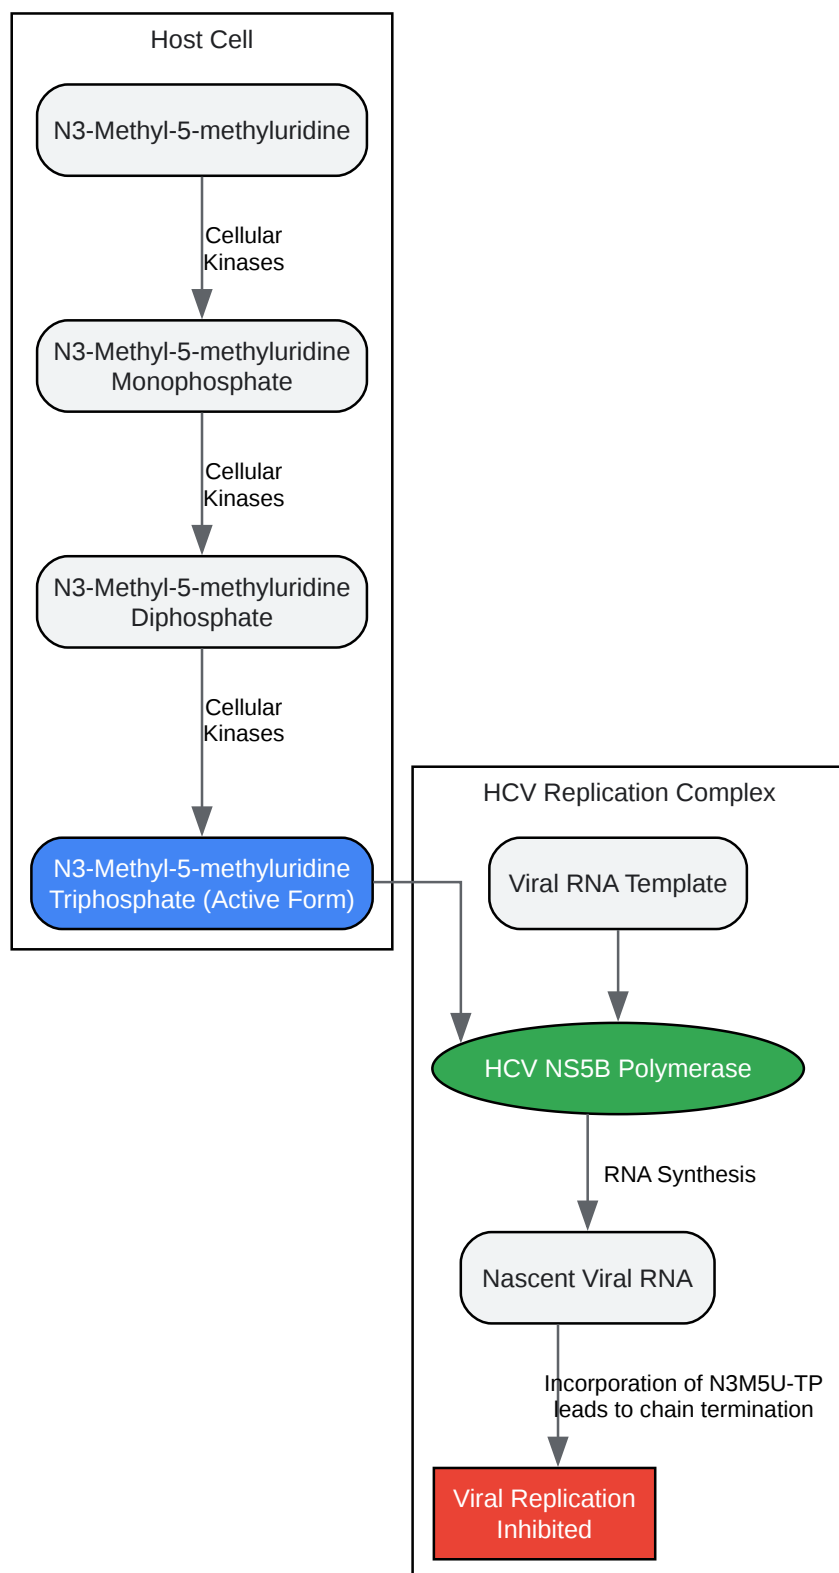 Host Cell
N3-Methyl-5-methyluridine
Cellular
Kinases
N3-Methyl-5-methyluridine
Monophosphate
Cellular
Kinases
N3-Methyl-5-methyluridine
Diphosphate
Cellular
Kinases
N3-Methyl-5-methyluridine
Triphosphate (Active Form)
HCV Replication Complex
Viral RNA Template
HCV NS5B Polymerase
RNA Synthesis
Nascent Viral RNA
Incorporation of N3M5U-TP
leads to chain termination
Viral Replication
Inhibited